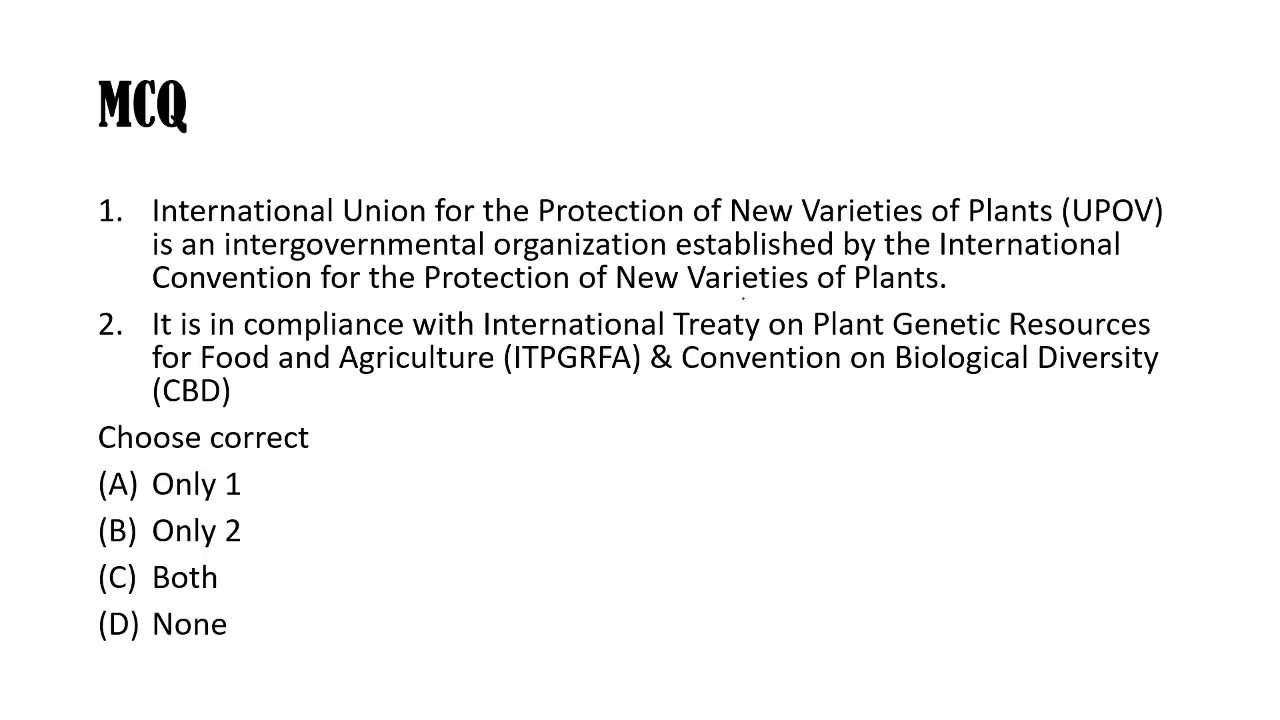 MCQ
1. International Union for the Protection of New Varieties of Plants (UPOV)
is an intergovernmental organization established by the International
Convention for the Protection of New Varieties of Plants.
2. It is in compliance with International Treaty on Plant Genetic Resources
for Food and Agriculture (ITPGRFA) & Convention on Biological Diversity
(CBD)
Choose correct
(A) Only 1
(B) Only 2
(C) Both
(D) None